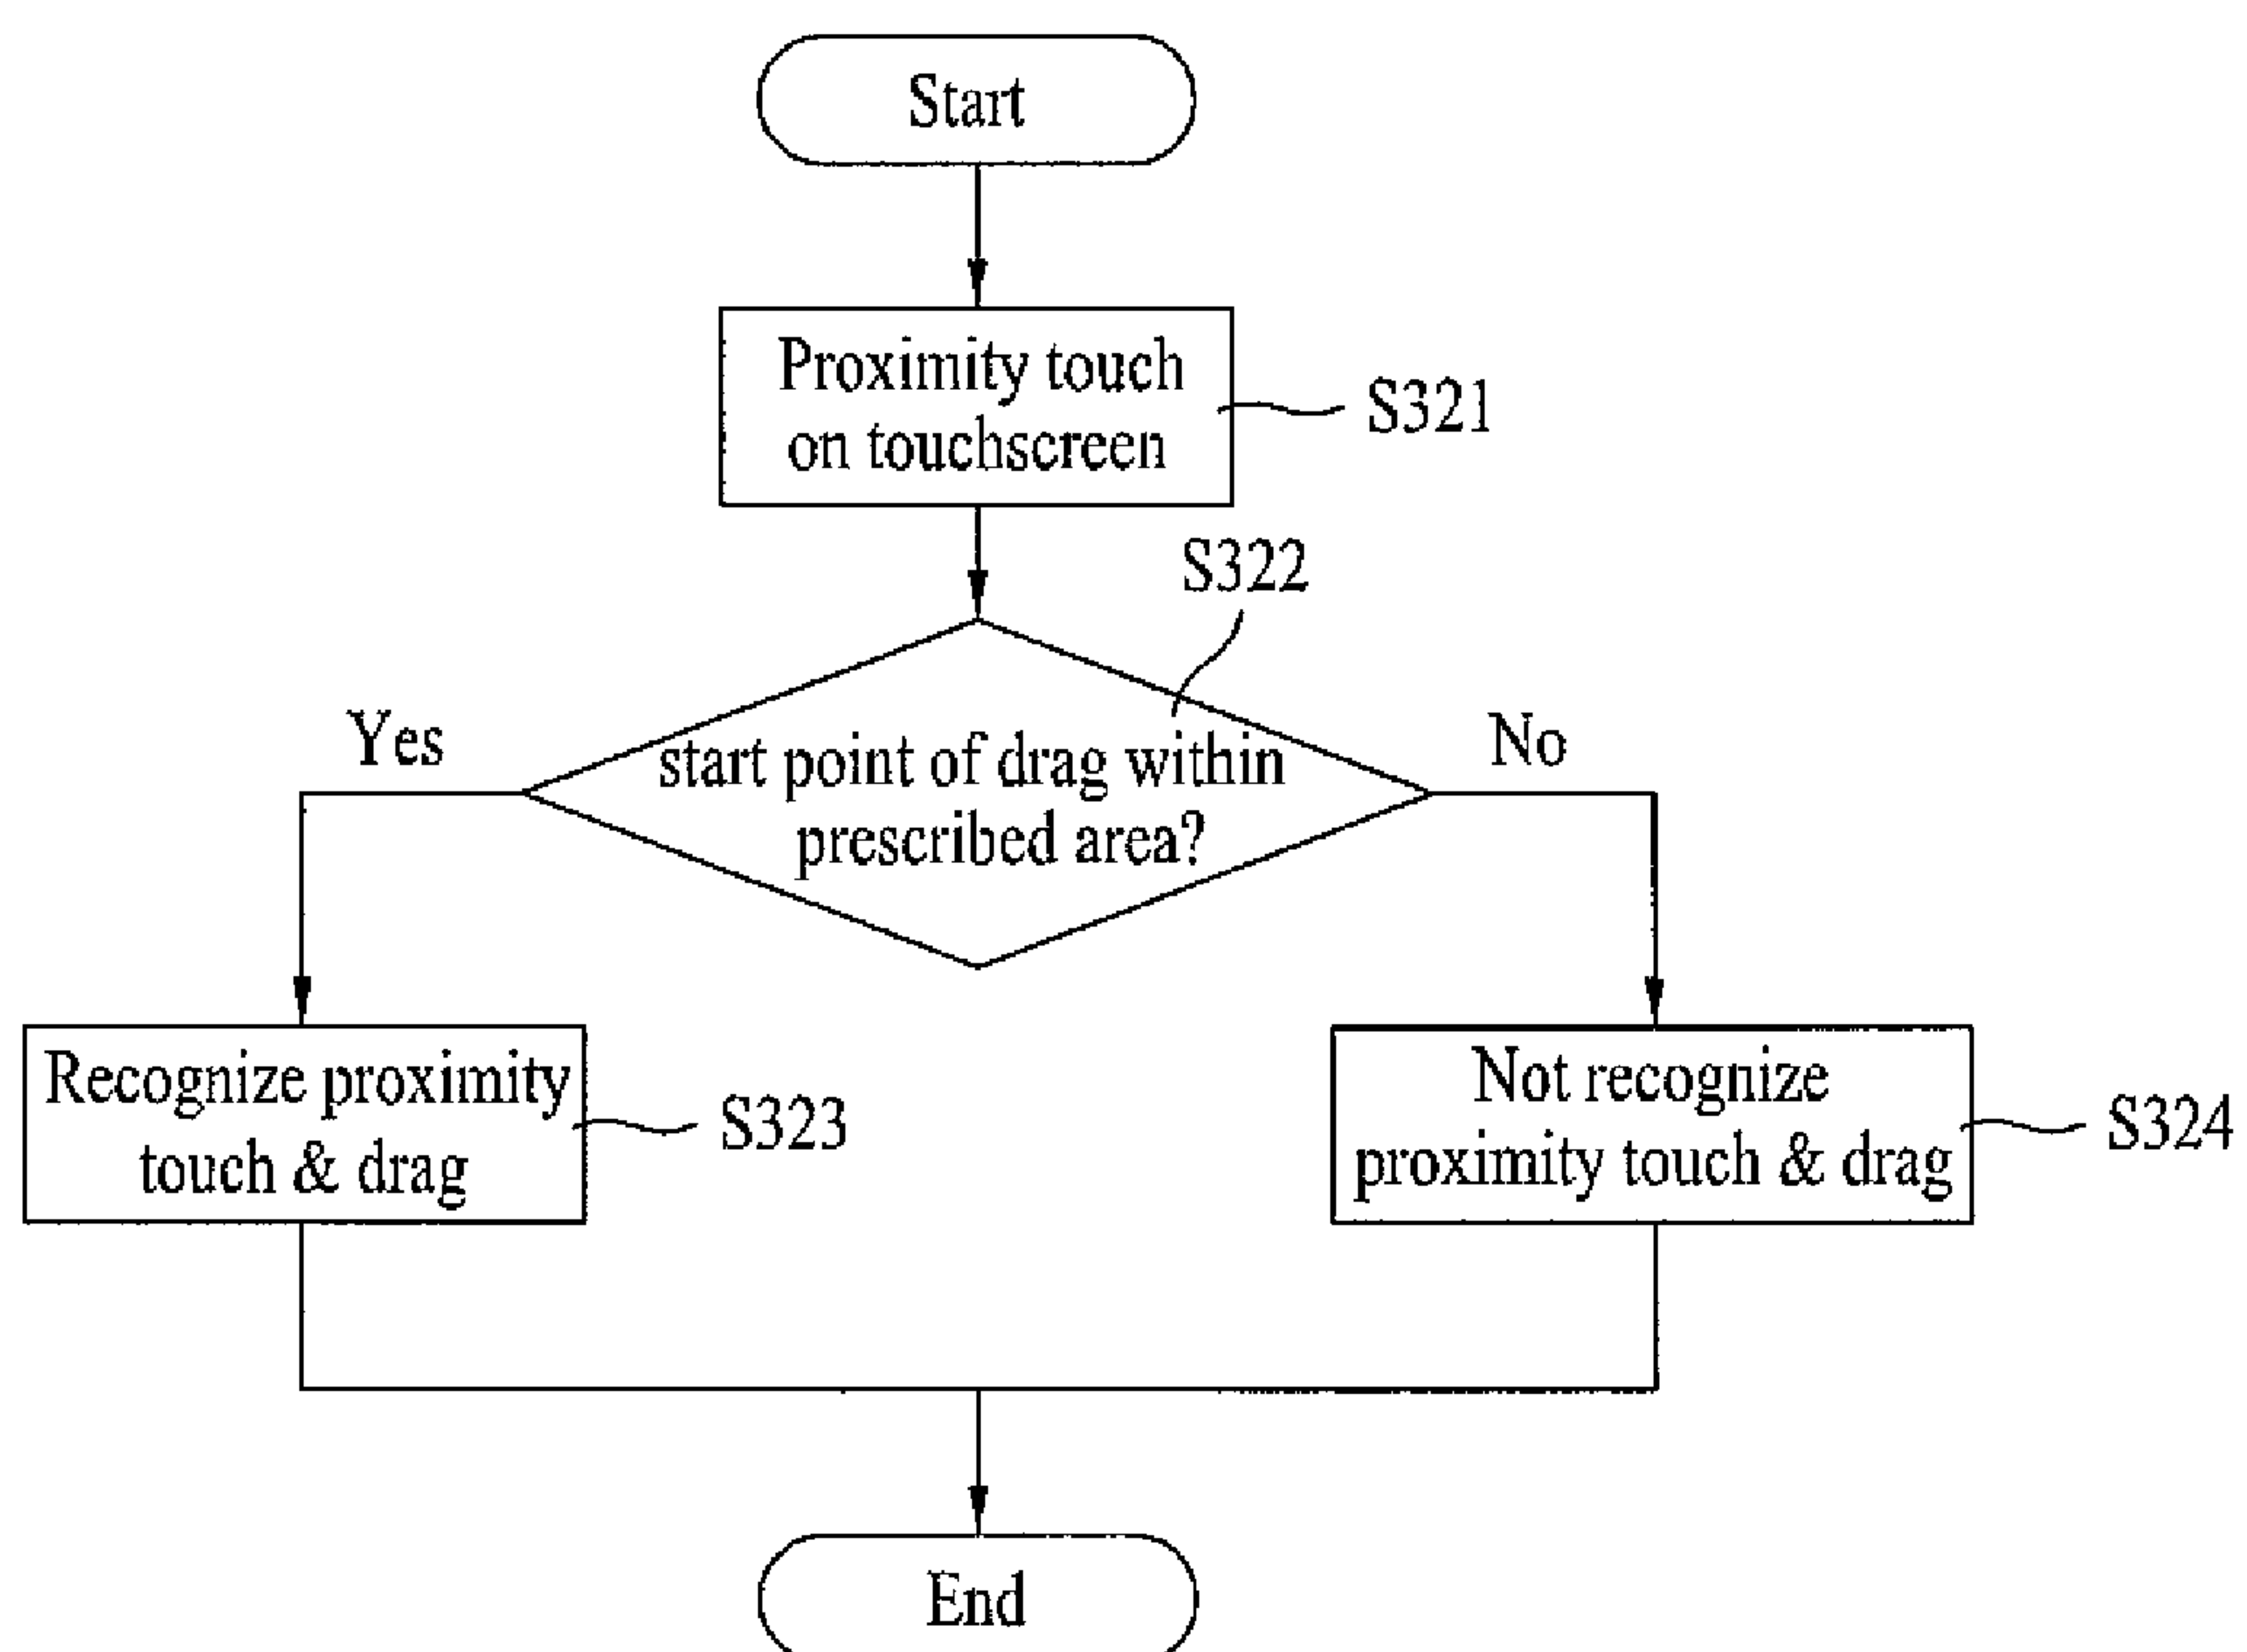 Start
Proximity touch
on touchscreen
S321
S322
Yes
No
start point of drag within
prescribed area?
Recognize proximity
touch & drag
S323
Not recognize
proximity touch & drag
S324
End